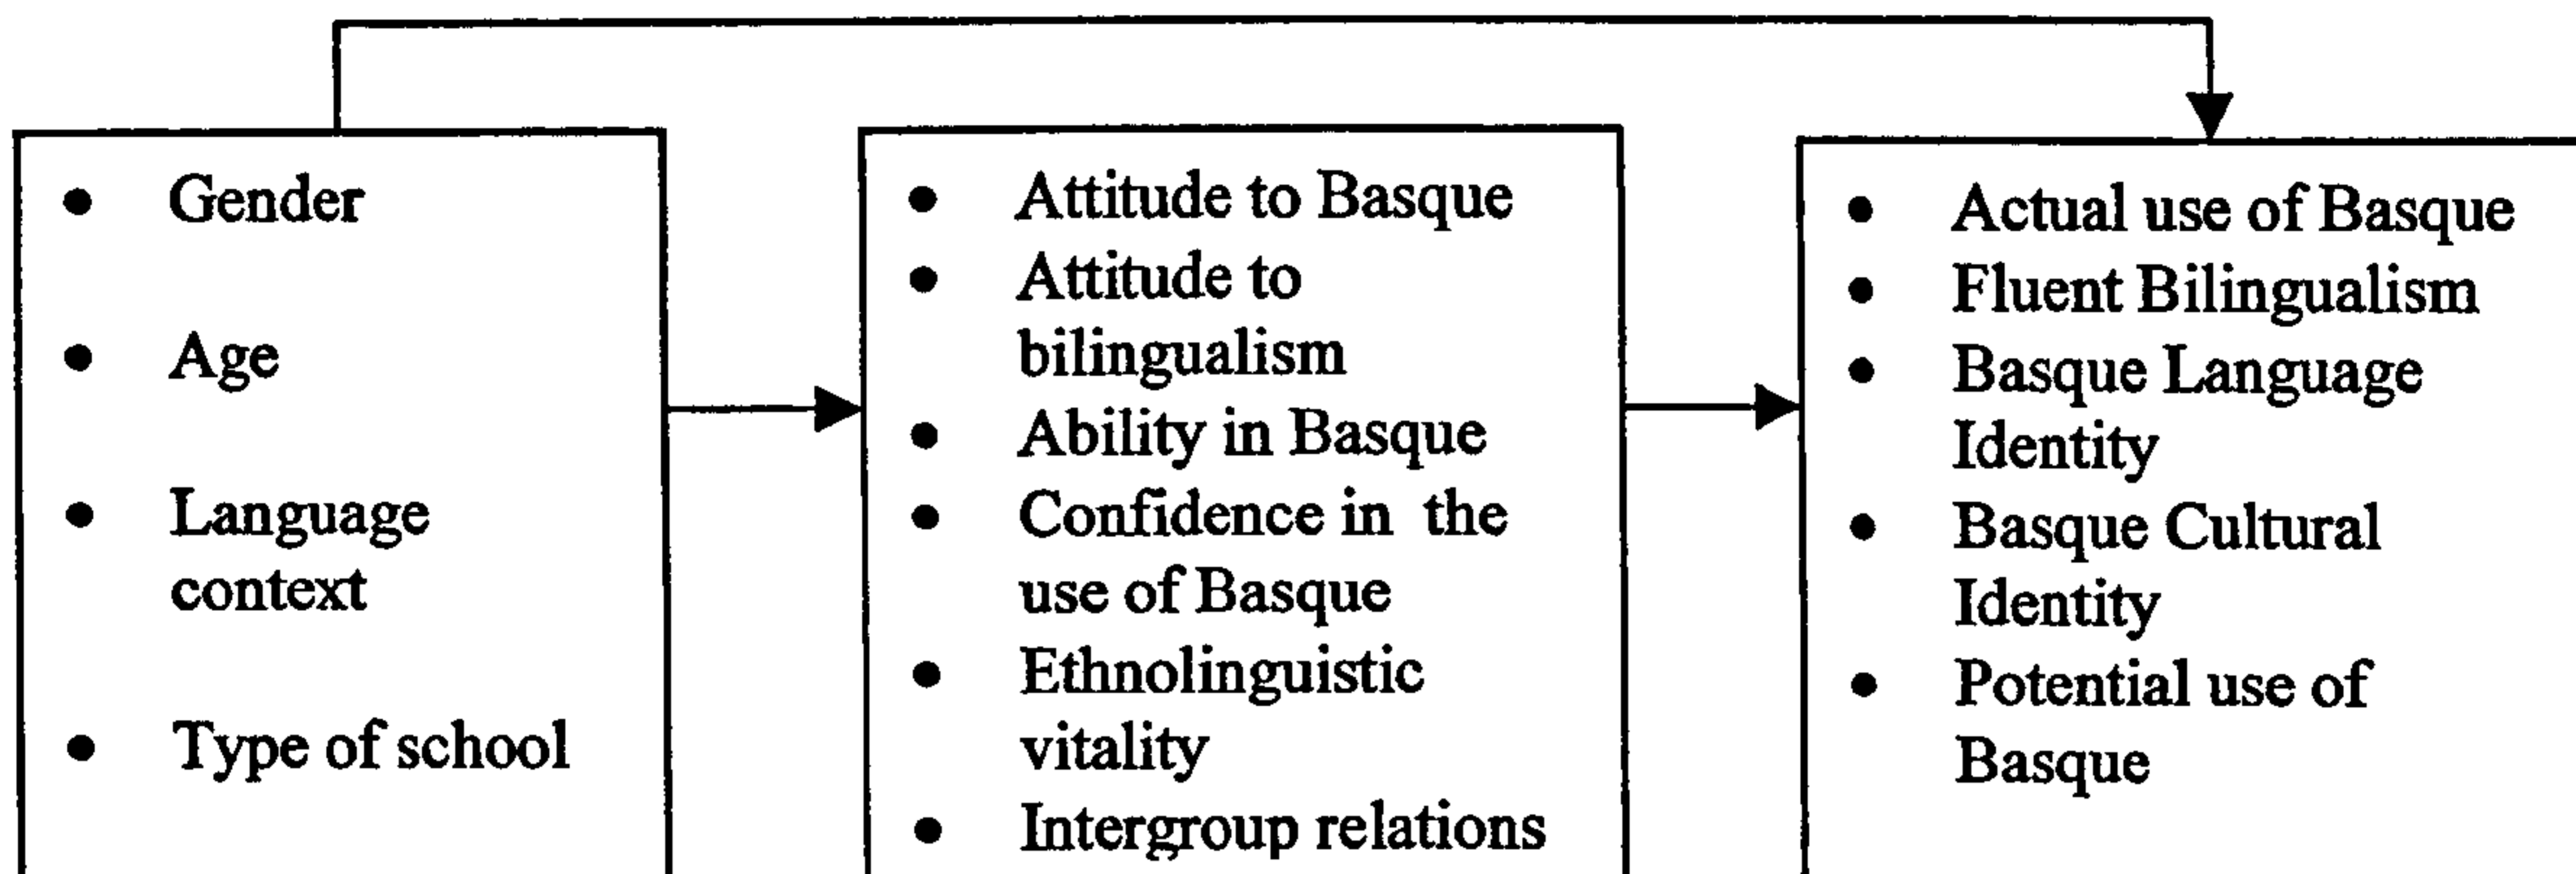 Gender
Age
Language
context
Type of school
Attitude to Basque
Attitude to
bilingualism
Ability in Basque
Confidence in the
use of Basque
Ethnolinguistic
vitality
Intergroup relations
Actual use of Basque
Fluent Bilingualism
Basque Language
Identity
Basque Cultural
Identity
Potential use of
Basque